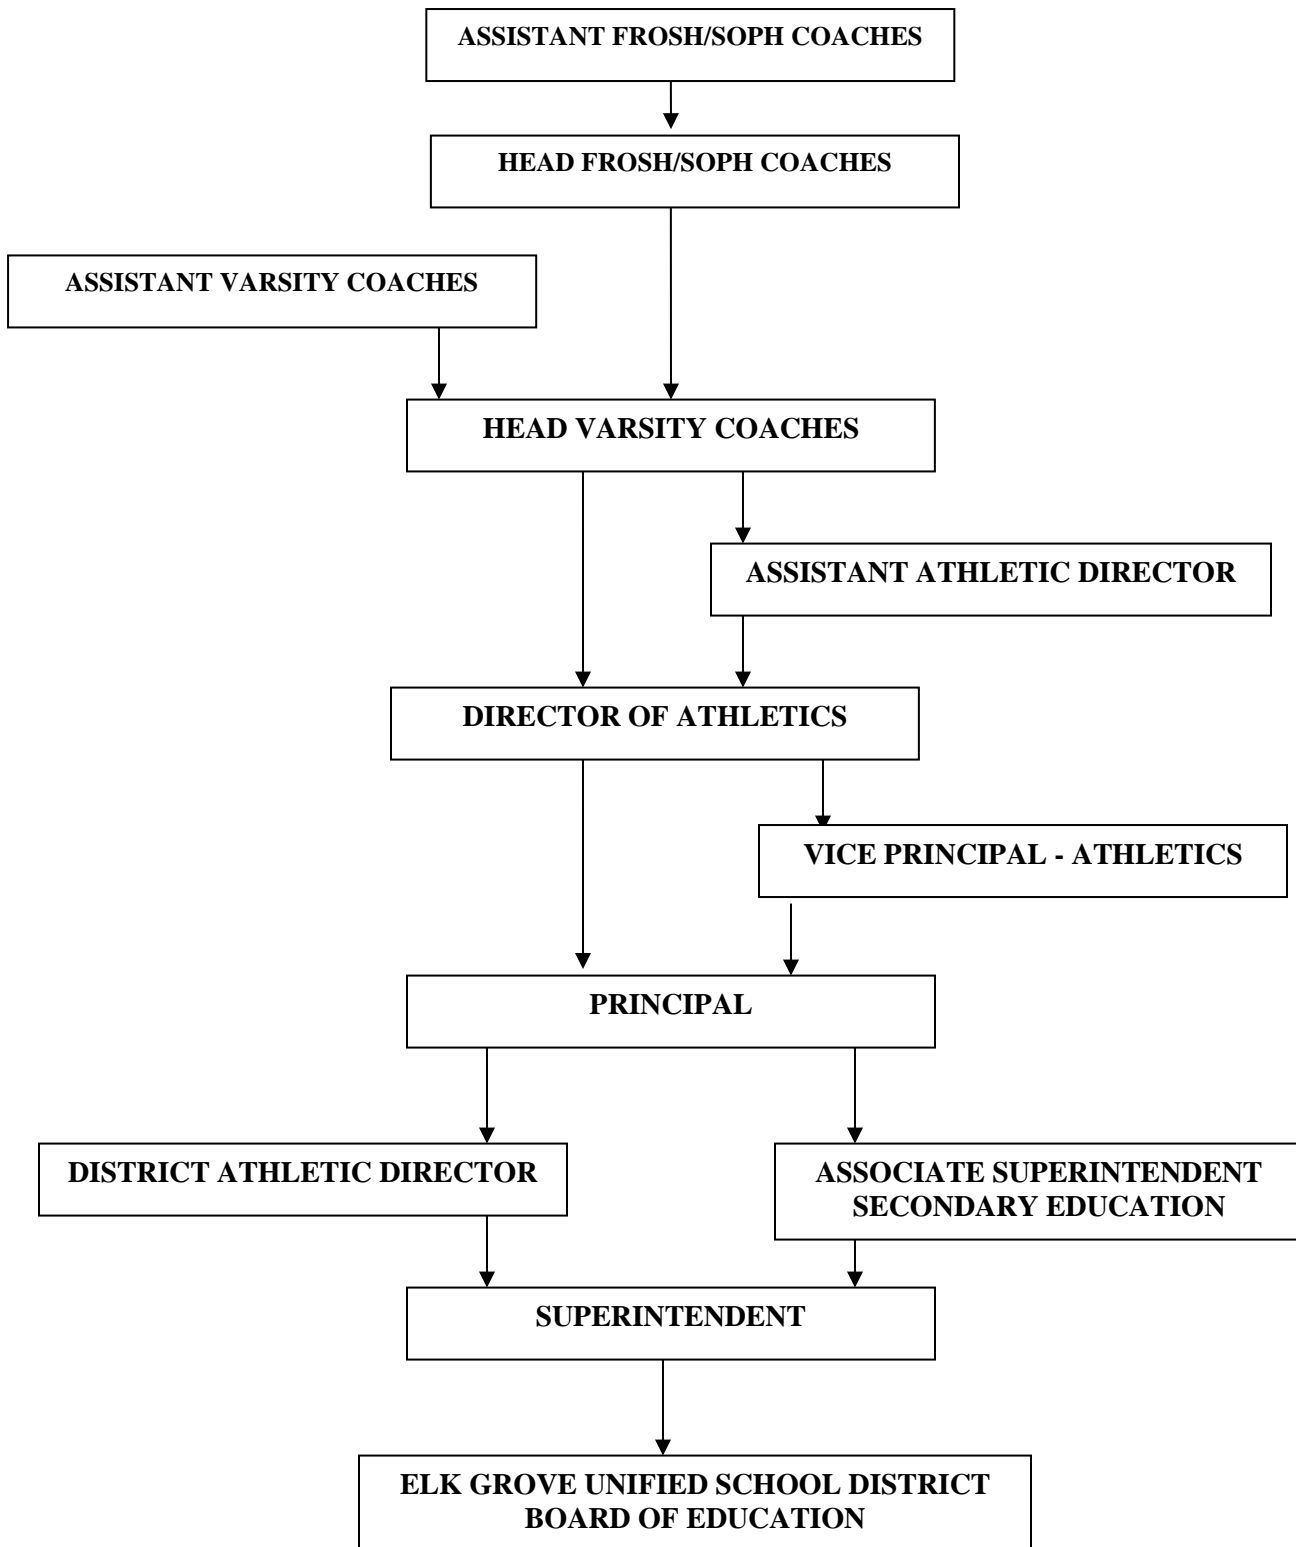 ASSISTANT FROSH/SOPH COACHES
HEAD FROSH/SOPH COACHES
ASSISTANT VARSITY COACHES
HEAD VARSITY COACHES
ASSISTANT ATHLETIC DIRECTOR
DIRECTOR OF ATHLETICS
VICE PRINCIPAL - ATHLETICS
PRINCIPAL
DISTRICT ATHLETIC DIRECTOR
ASSOCIATE SUPERINTENDENT
SECONDARY EDUCATION
SUPERINTENDENT
ELK GROVE UNIFIED SCHOOL DISTRICT
BOARD OF EDUCATION